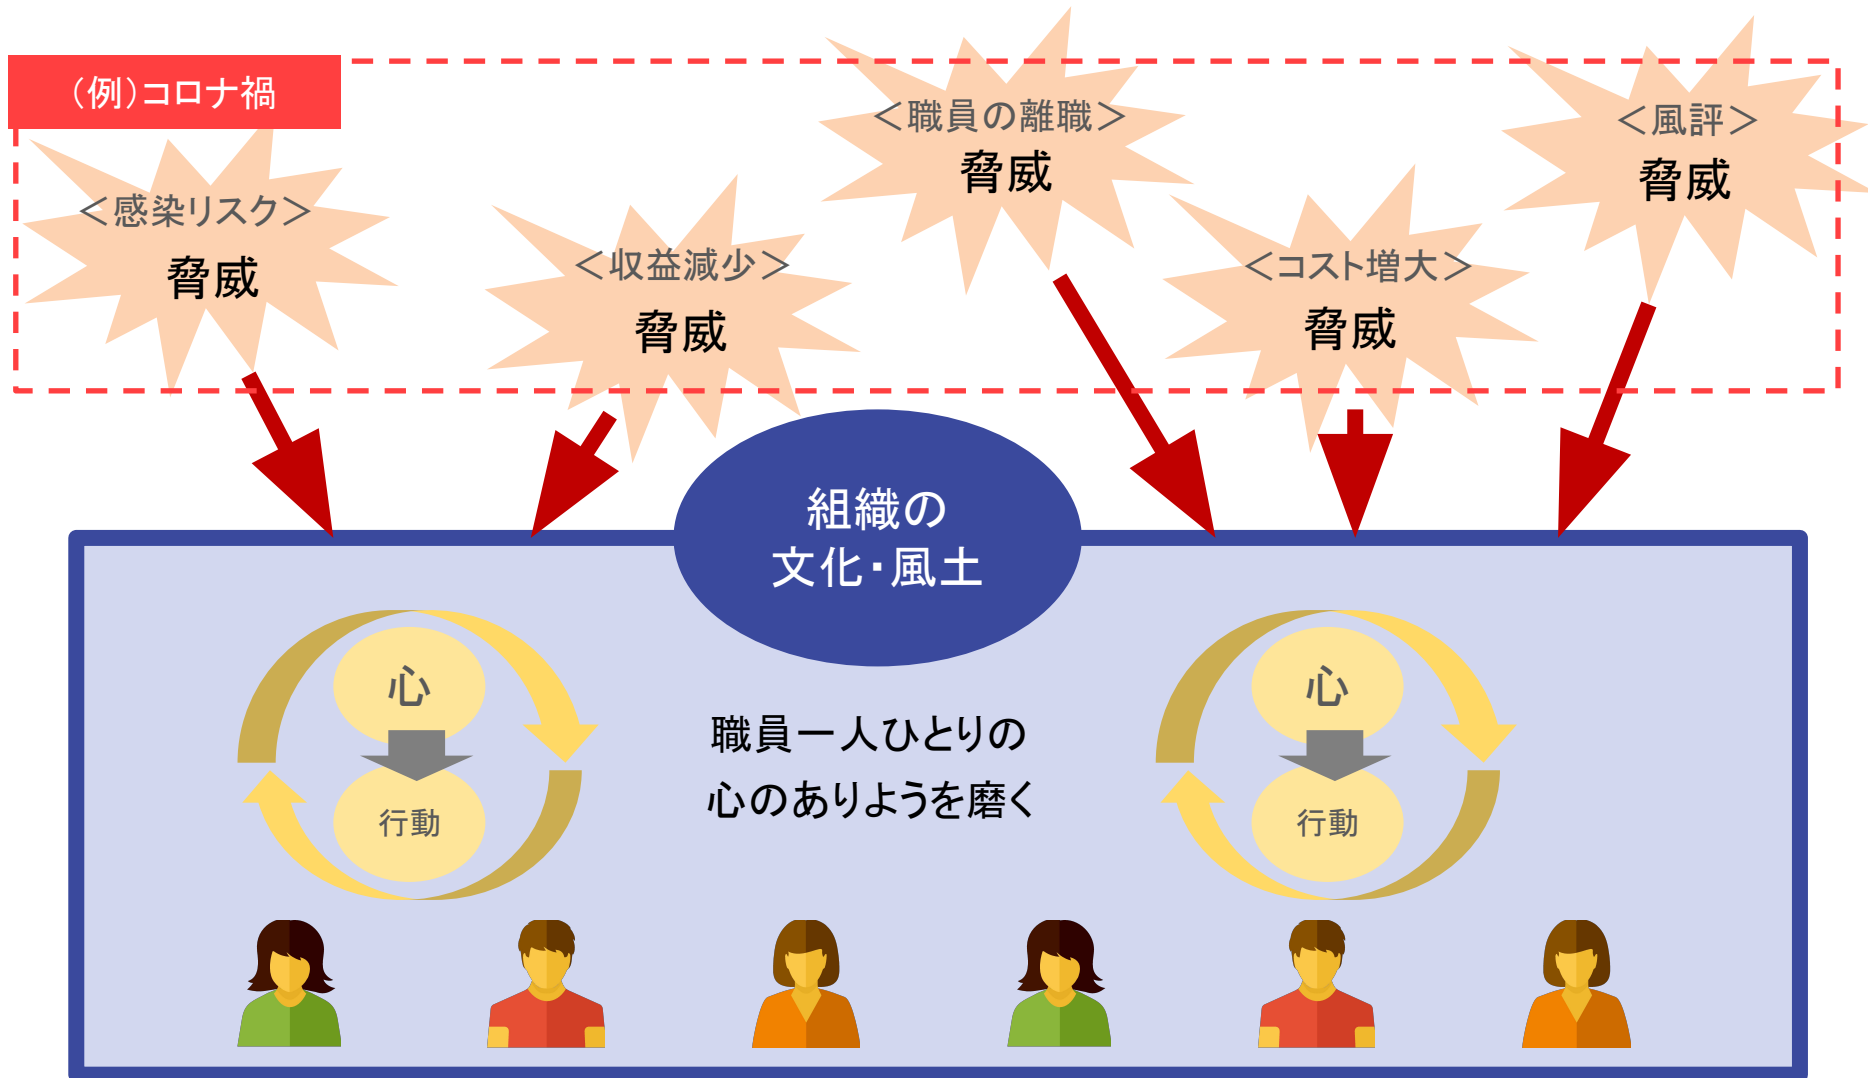 （例）コロナ禍
＜感染リスク＞
脅威
＜収益減少＞
脅威
＜職員の離職＞
脅威
＜コスト増大＞
脅威
＜風評＞
脅威
組織の
文化・風土
心
行動
職員一人ひとりの
心のありようを磨く
心
行動